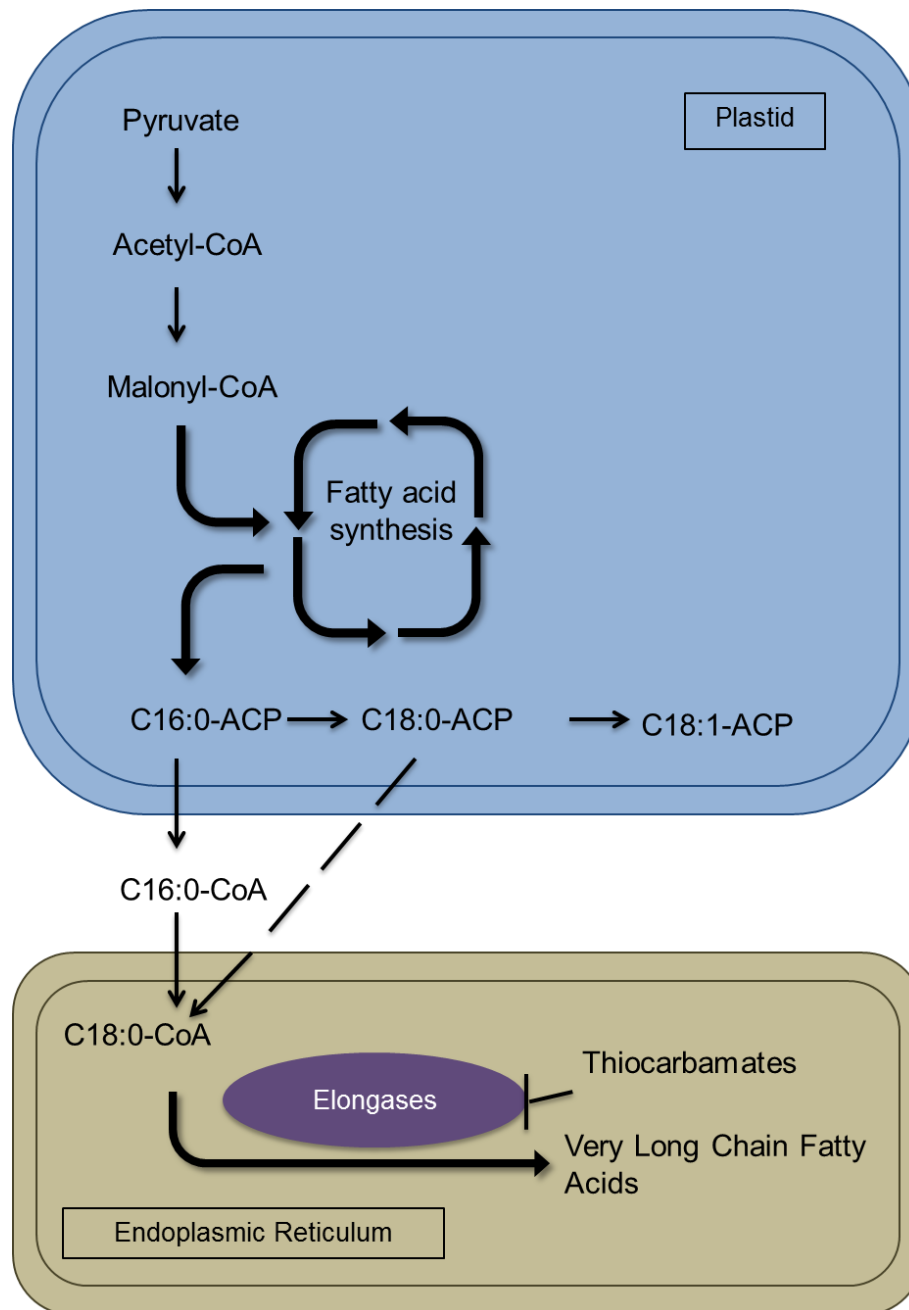 Pyruvate
Plastid
Acetyl-CoA
Malonyl-CoA
Fatty acid
synthesis
C16:0-ACP
C18:0-ACP
C18:1-ACP
C16:0-CoA
C18:0-CoA
Thiocarbamates
Elongases
Very Long Chain Fatty
Acids
Endoplasmic Reticulum